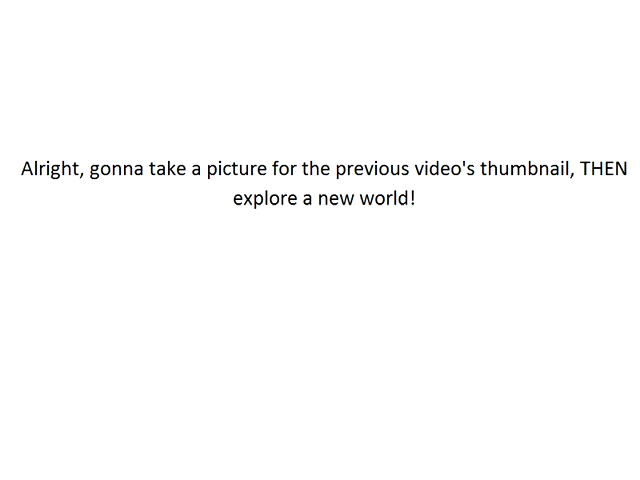 Alright, gonna take a picture for the previous video's thumbnail, THEN
explore a new world!